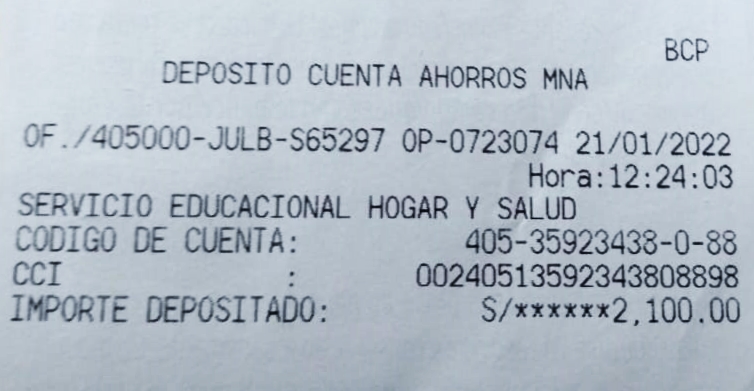 BCP
DEPOSITO CUENTA AHORROS MNA
OF./405000-JULB-S65297 OP-0723074 21/01/2022
Hora:12:24:03
SERVICIO EDUCACIONAL HOGAR Y SALUD
CODIGO DE CUENTA: 405-35923438-0-88
CCI : 00240513592343808898
IMPORTE DEPOSITADO: S/******2,100.00